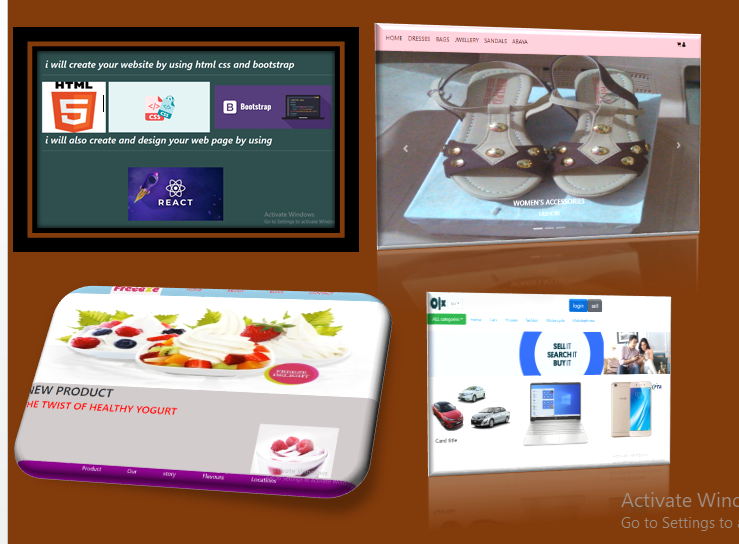 i will create your website by using html css and bootstrap
HTML
5
CSS
B Bootstrap
i will also create and design your web page by using
REACT
Activate Windows
Go to Settings to activate Windows
HOME DRESSES BAGS JWELLERY SANDALS ABAYA
WOMEN'S ACCESSORIES
FREEZE
DELIGHT
NEW PRODUCT
HE TWIST OF HEALTHY YOGURT
Product Our story Flavours Locations
olx
login sell
ALL categories
SELL IT
SEARCH IT
BUY IT
Card title
Activate Wind
Go to Settings to a